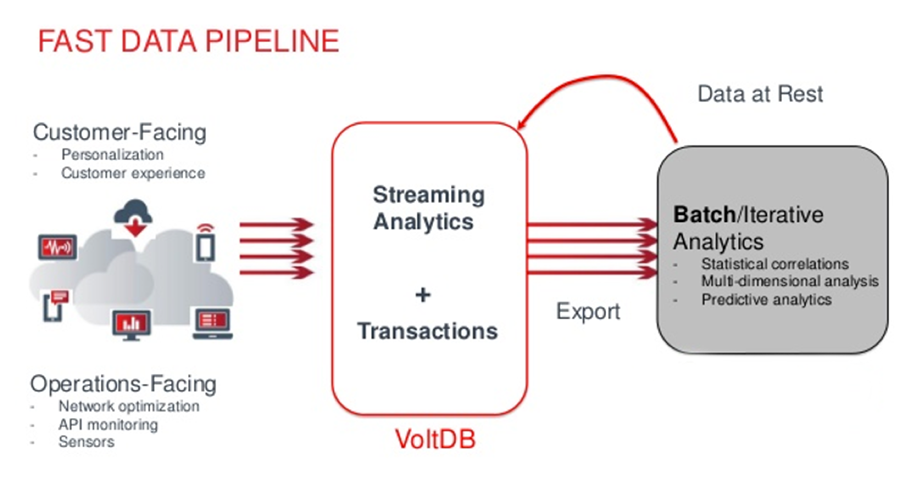 FAST DATA PIPELINE
Customer-Facing
- Personalization
- Customer experience
Operations-Facing
- Network optimization
- API monitoring
- Sensors
Streaming
Analytics
+
Transactions
VoltDB
Export
Data at Rest
Batch/Iterative
Analytics
- Statistical correlations
- Multi-dimensional analysis
- Predictive analytics